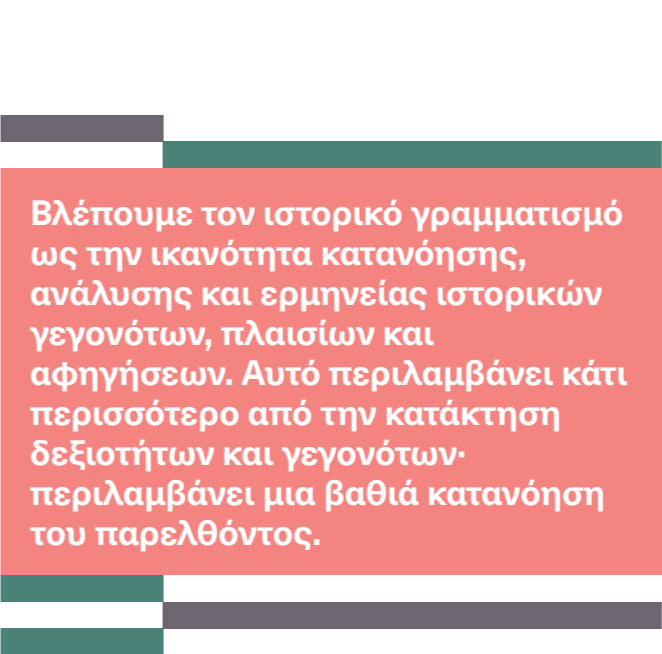 Βλέπουμε τον ιστορικό γραμματισμό
ως την ικανότητα κατανόησης,
ανάλυσης και ερμηνείας ιστορικών
γεγονότων, πλαισίων και
αφηγήσεων. Αυτό περιλαμβάνει κάτι
περισσότερο από την κατάκτηση
δεξιοτήτων και γεγονότων·
περιλαμβάνει μια βαθιά κατανόηση
του παρελθόντος.